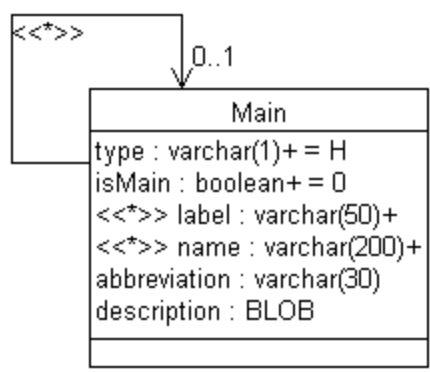 <<*>>
0..1
Main
type : varchar(1)+ = H
isMain : boolean+ = 0
<<*>> label : varchar(50)+
<<*>> name : varchar(200)+
abbreviation : varchar(30)
description : BLOB